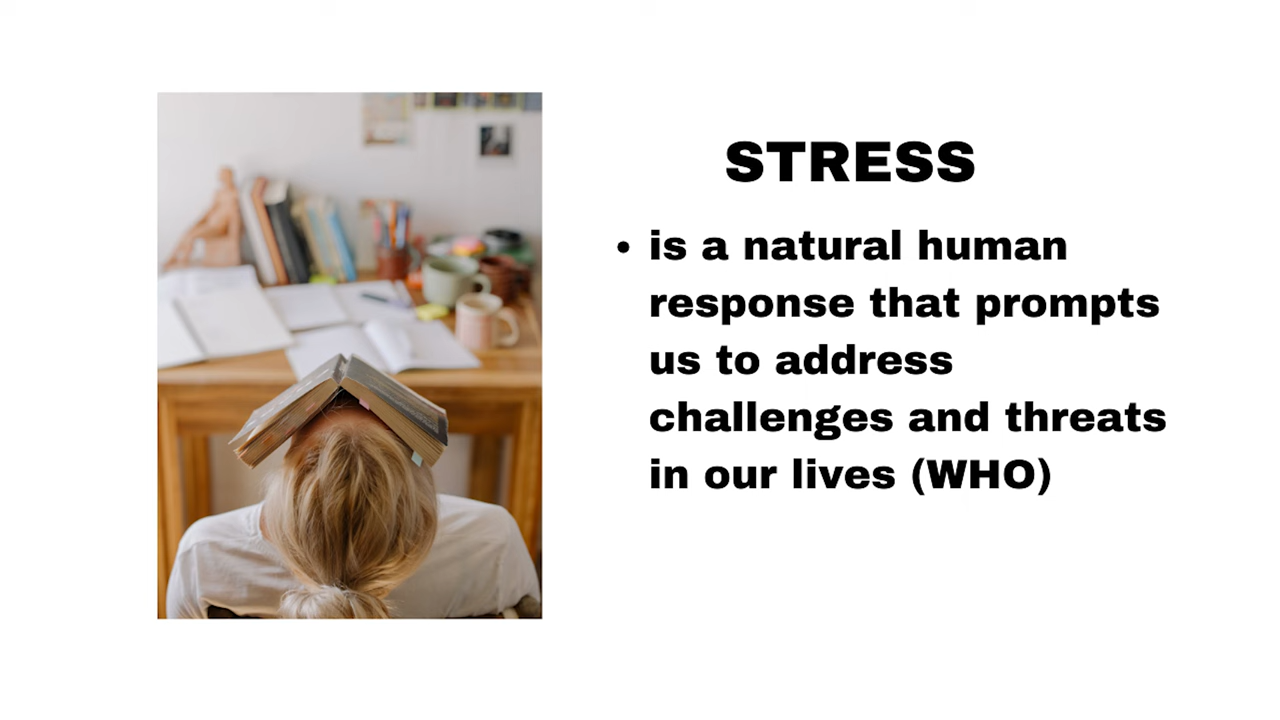 STRESS
• is a natural human
response that prompts
us to address
challenges and threats
in our lives (WHO)